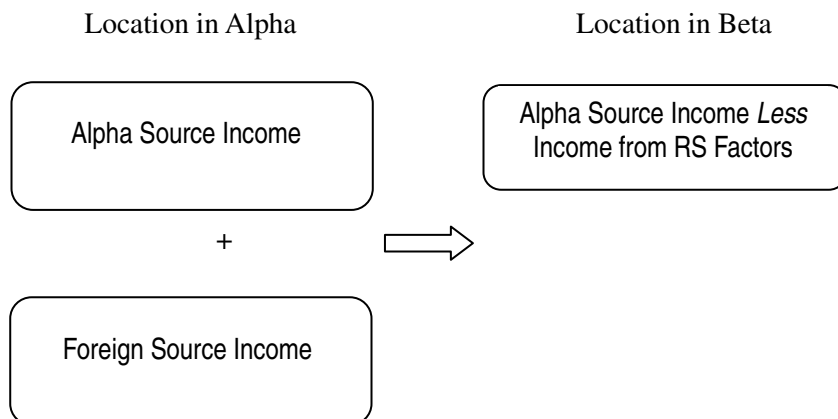 Location in Alpha
Location in Beta
Alpha Source Income
Alpha Source Income Less
Income from RS Factors
+
Foreign Source Income